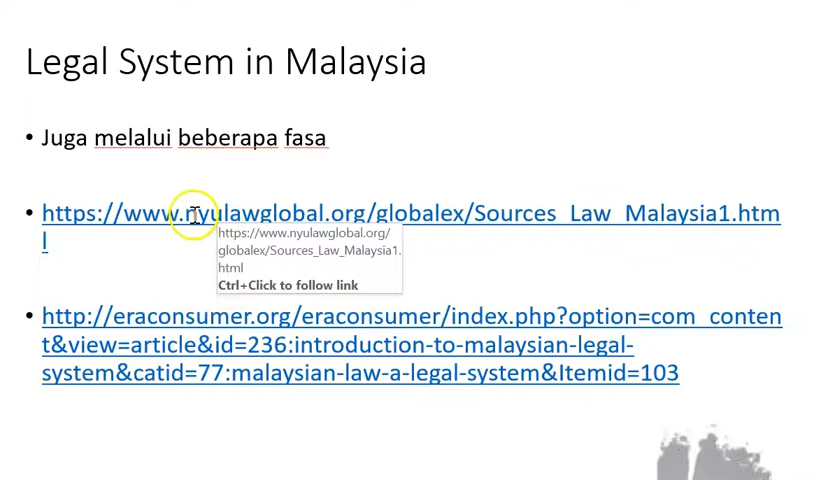 Legal System in Malaysia
• Juga melalui beberapa fasa
• https://www.nyulawglobal.org/globalex/Sources_Law_Malaysia1.htm
l
https://www.nyulawglobal.org/
globalex/Sources_Law_Malaysia1.
html
Ctrl+Click to follow link
• http://eraconsumer.org/eraconsumer/index.php?option=com_conten
t&view=article&id=236:introduction-to-malaysian-legal-
system&catid=77:malaysian-law-a-legal-system&Itemid=103